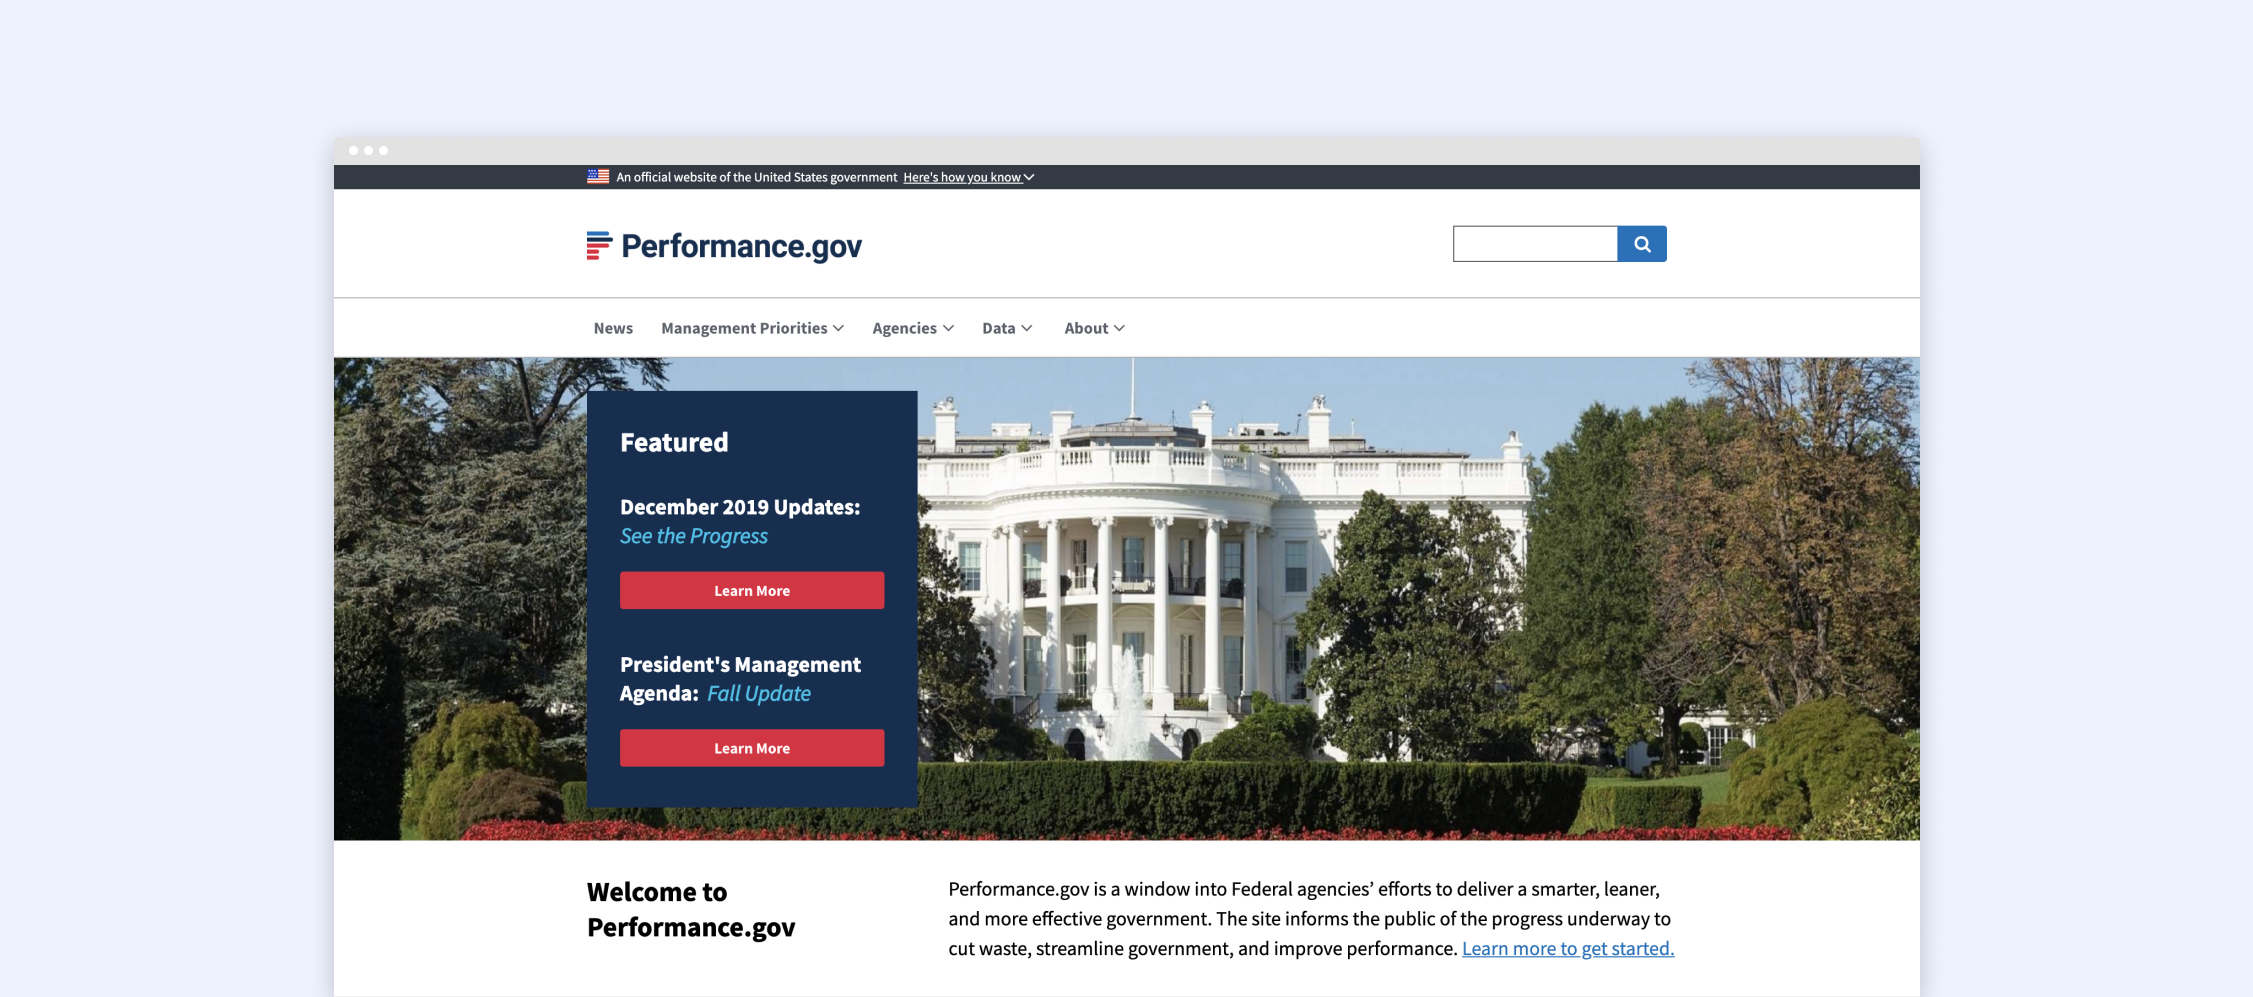 An official website of the United States government Here's how you know
Performance.gov
News Management Priorities Agencies Data About
Featured
December 2019 Updates:
See the Progress
Learn More
President's Management
Agenda: Fall Update
Learn More
Welcome to
Performance.gov
Performance.gov is a window into Federal agencies’ efforts to deliver a smarter, leaner,
and more effective government. The site informs the public of the progress underway to
cut waste, streamline government, and improve performance. Learn more to get started.